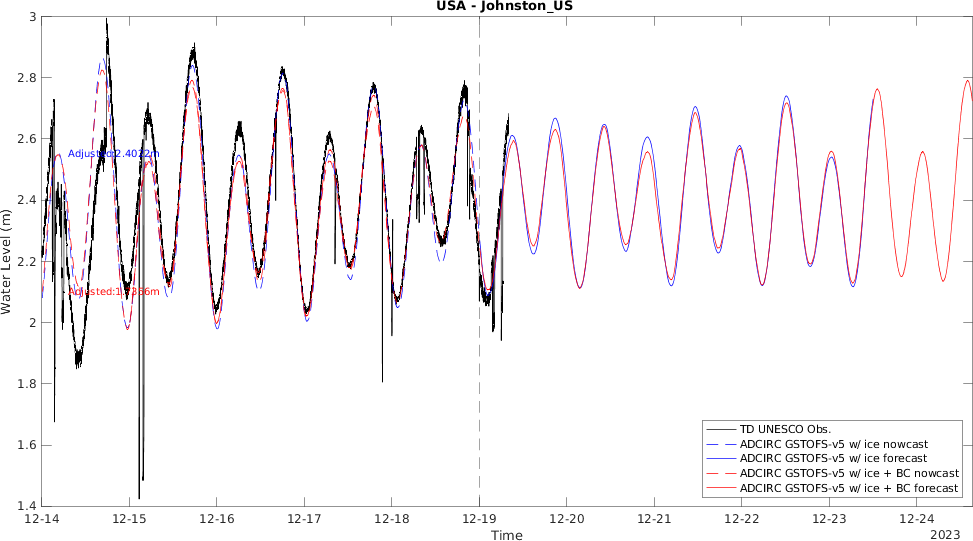 USA - Johnston_US
3
2.8
2.6
2.4
2.2
2
1.8
1.6
1.4
Water Level (m)
Adjusted:2.4022m
TD UNESCO Obs.
ADCIRC GSTOFS-v5 w/ ice nowcast
ADCIRC GSTOFS-v5 w/ ice forecast
ADCIRC GSTOFS-v5 w/ ice + BC nowcast
ADCIRC GSTOFS-v5 w/ ice + BC forecast
12-14
12-15
12-16
12-17
12-18
12-19
12-20
12-21
12-22
12-23
12-24
Time
2023